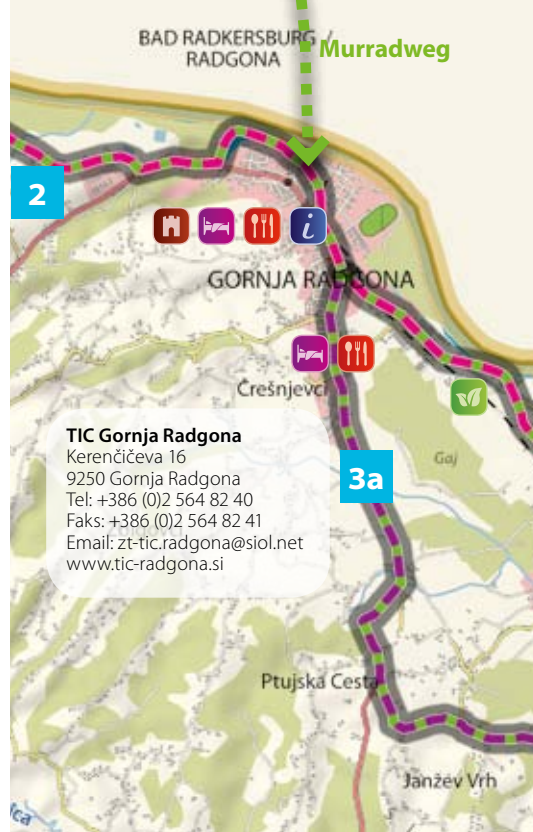 BAD RADKERSBURG /
RADGONA
Murradweg
2
i
GORNJA RADGONA
Črešnjevci
TIC Gornja Radgona
Kerenčičeva 16
9250 Gornja Radgona
Tel: +386 (0)2 564 82 40
Faks: +386 (0)2 564 82 41
Email: zt-tic.radgona@siol.net
www.tic-radgona.si
3a
Gaj
Ptujska Cesta
Janžev Vrh